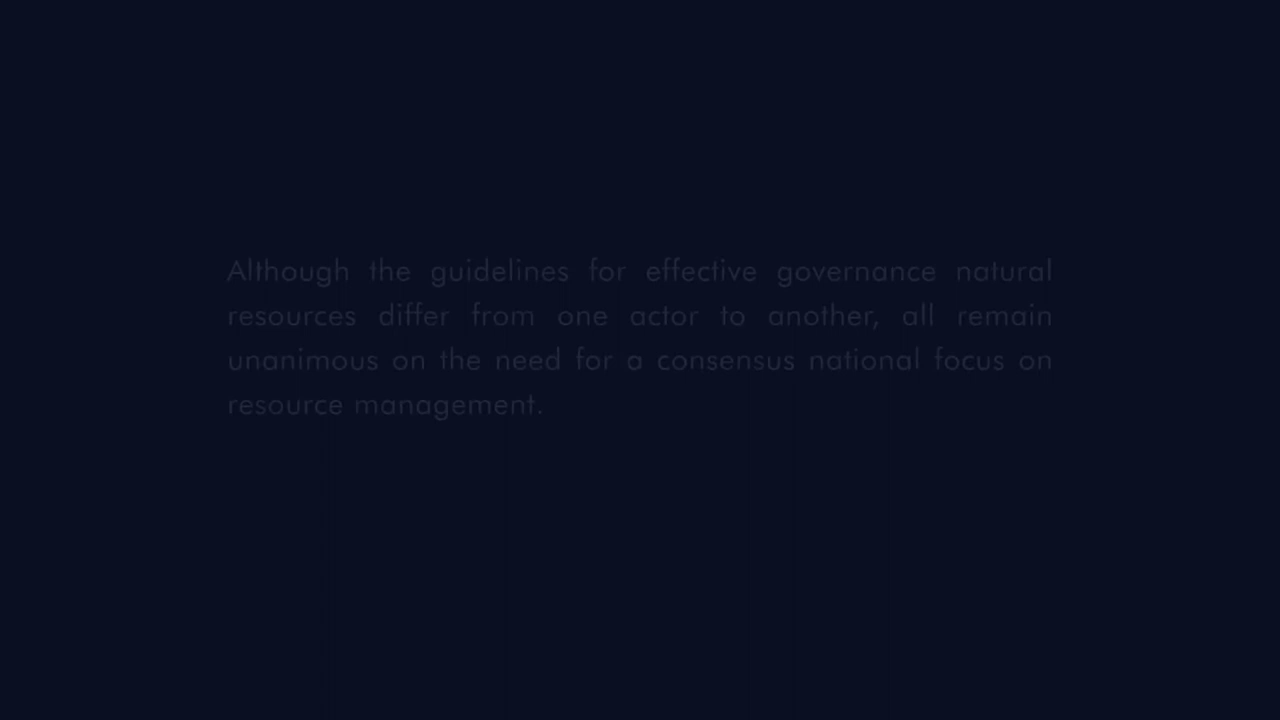 Although the guidelines for effective governance natural
resources differ from one actor to another, all remain
unanimous on the need for a consensus national focus on
resource management.